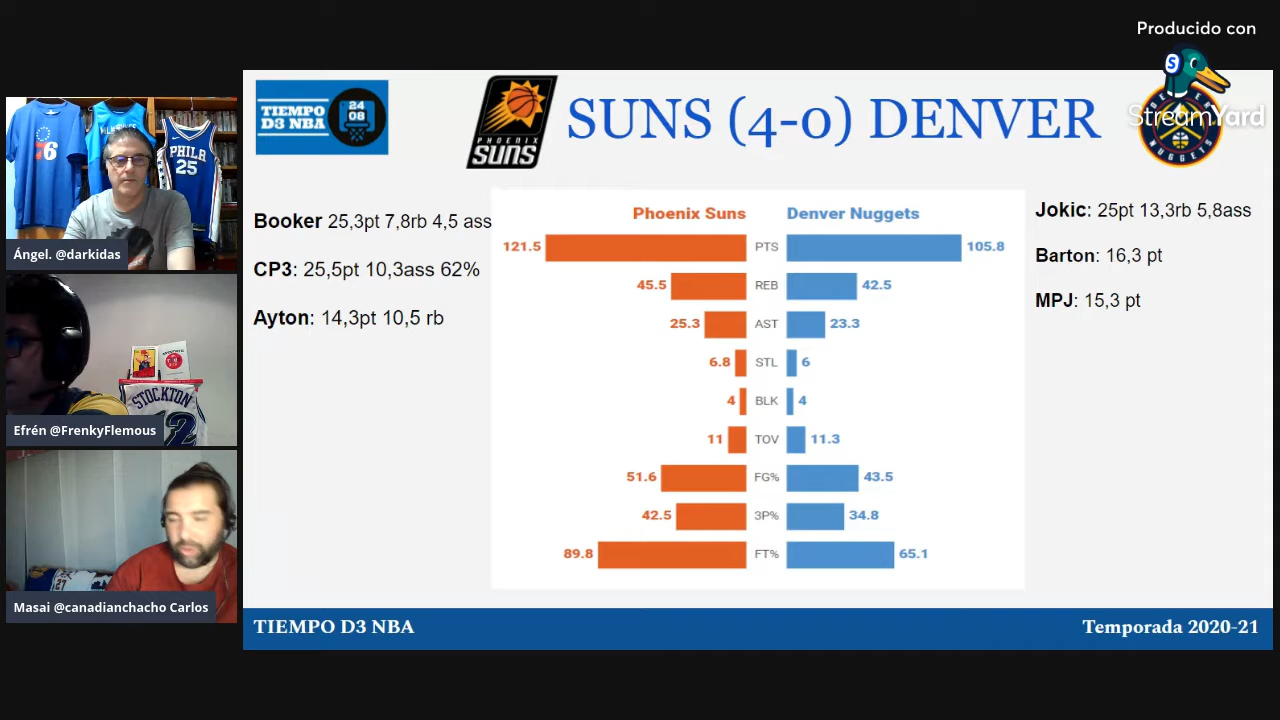 Producido con
StreamYard
TIEMPO
D3 NBA
24
08
PHOENIX
SUNS
SUNS (4-0) DENVER
NUGGETS
6
PHILA
25
Ángel. @darkidas
STOCKTON
12
Efrén @FrenkyFlemous
Masai @canadianchacho Carlos
Booker 25,3pt 7,8rb 4,5 ass
CP3: 25,5pt 10,3ass 62%
Ayton: 14,3pt 10,5 rb
Phoenix Suns Denver Nuggets
121.5 PTS 105.8
45.5 REB 42.5
25.3 AST 23.3
6.8 STL 6
4 BLK 4
11 TOV 11.3
51.6 FG% 43.5
42.5 3P% 34.8
89.8 FT% 65.1
Jokic: 25pt 13,3rb 5,8ass
Barton: 16,3 pt
MPJ: 15,3 pt
TIEMPO D3 NBA
Temporada 2020-21